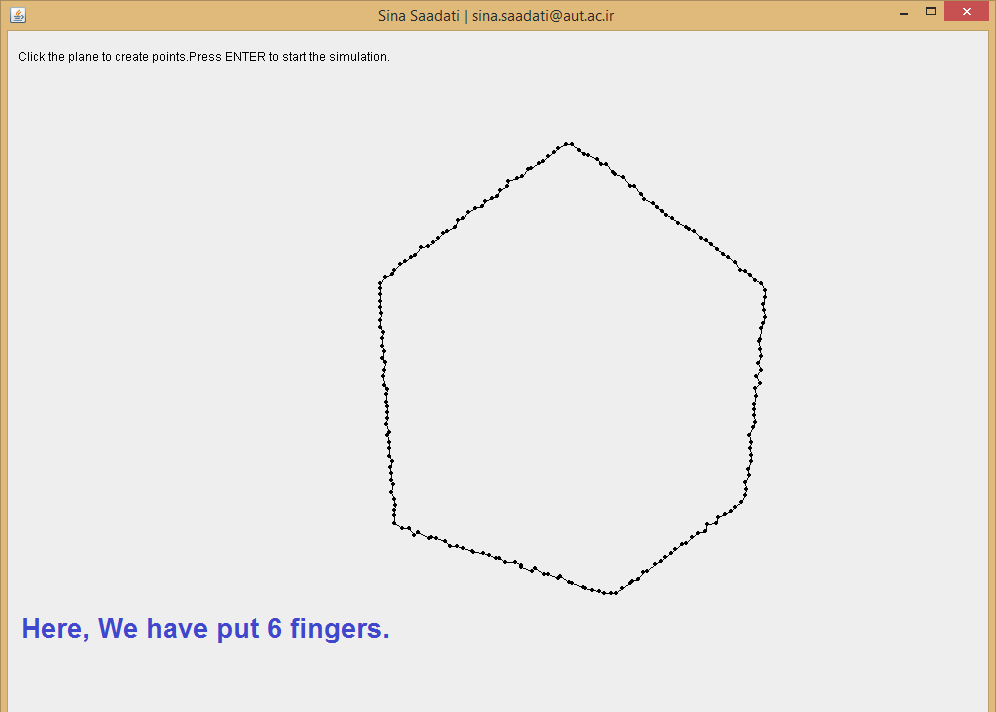 Sina Saadati | sina.saadati@aut.ac.ir
Click the plane to create points.Press ENTER to start the simulation.
Here, We have put 6 fingers.